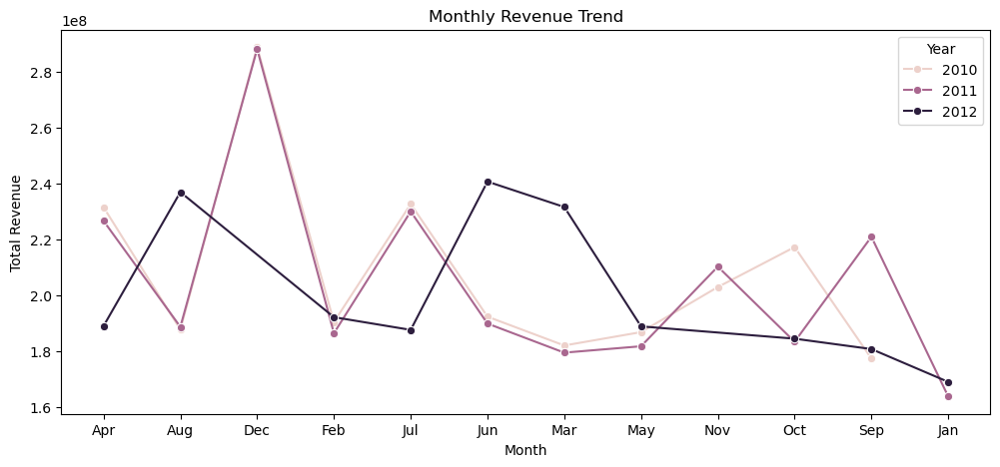 Monthly Revenue Trend
1e8
Total Revenue
2.8
2.6
2.4
2.2
2.0
1.8
1.6
Year
2010
2011
2012
Apr Aug Dec Feb Jul Jun Mar May Nov Oct Sep Jan
Month